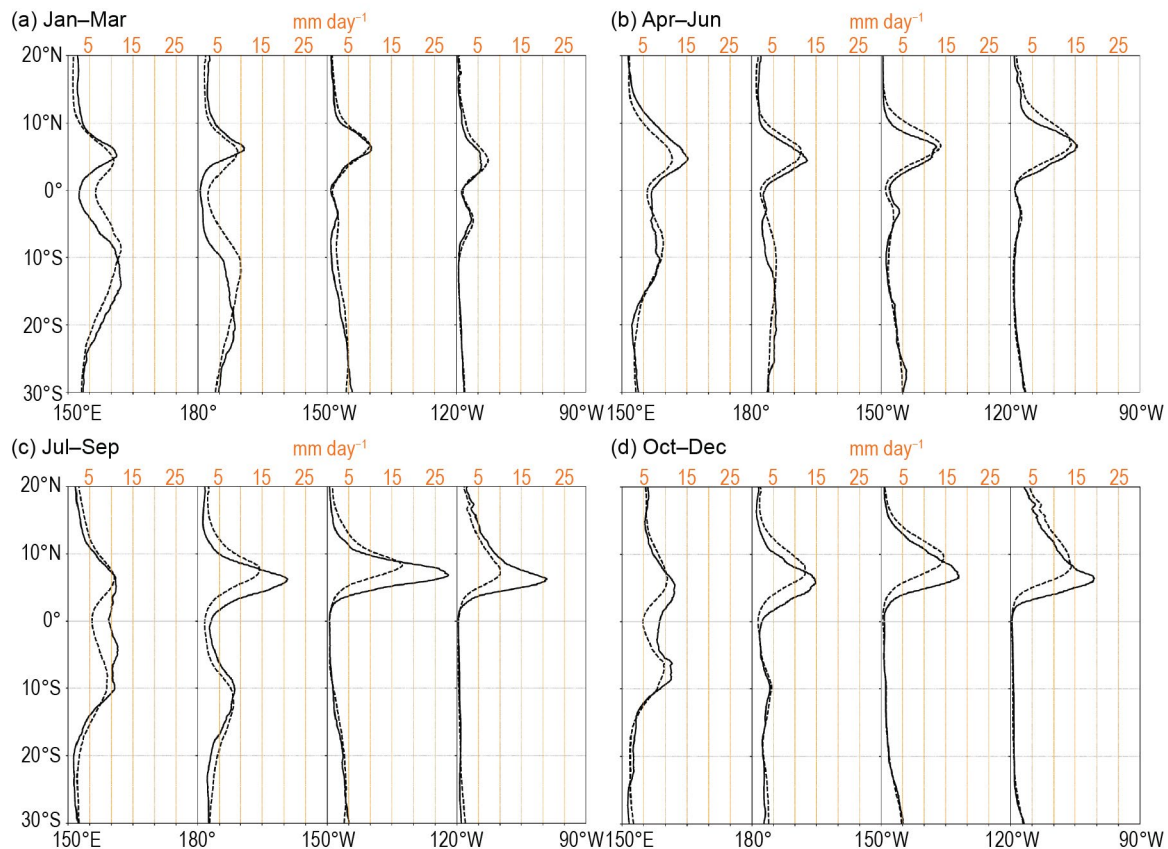 (a) Jan–Mar mm day⁻¹
5 15 5 15 5 15 25 5 15 25
20°N
10°N
0°
10°S
20°S
30°S
150°E 180° 150°W 120°W 90°W
(b) Apr–Jun mm day⁻¹
5 15 5 15 5 15 25 5 15 25
150°E 180° 150°W 120°W 90°W
(c) Jul–Sep mm day⁻¹
5 15 25 5 15 25 5 15 25 5 15 25
20°N
10°N
0°
10°S
20°S
30°S
150°E 180° 150°W 120°W 90°W
(d) Oct–Dec mm day⁻¹
5 15 25 5 15 25 5 15 25 5 15 25
150°E 180° 150°W 120°W 90°W